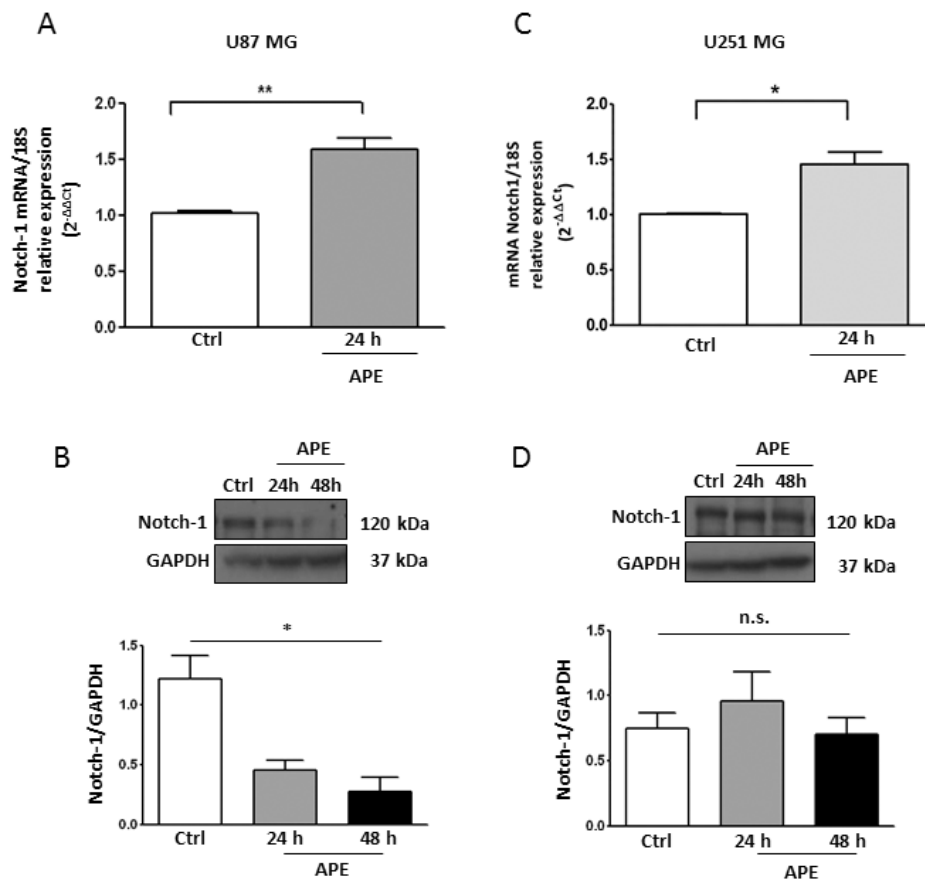 A
U87 MG
**
Notch-1 mRNA/18S
relative expression
(2^-ΔΔCt)
2.0
1.5
1.0
0.5
0.0
Ctrl
24 h
APE
C
U251 MG
*
mRNA Notch1/18S
relative expression
(2^-ΔΔCt)
2.0
1.5
1.0
0.5
0.0
Ctrl
24 h
APE
B
APE
Ctrl 24h 48h
Notch-1 120 kDa
GAPDH 37 kDa
*
Notch-1/GAPDH
1.5
1.0
0.5
0.0
Ctrl 24 h 48 h
APE
D
APE
Ctrl 24h 48h
Notch-1 120 kDa
GAPDH 37 kDa
n.s.
Notch-1/GAPDH
1.5
1.0
0.5
0.0
Ctrl 24 h 48 h
APE